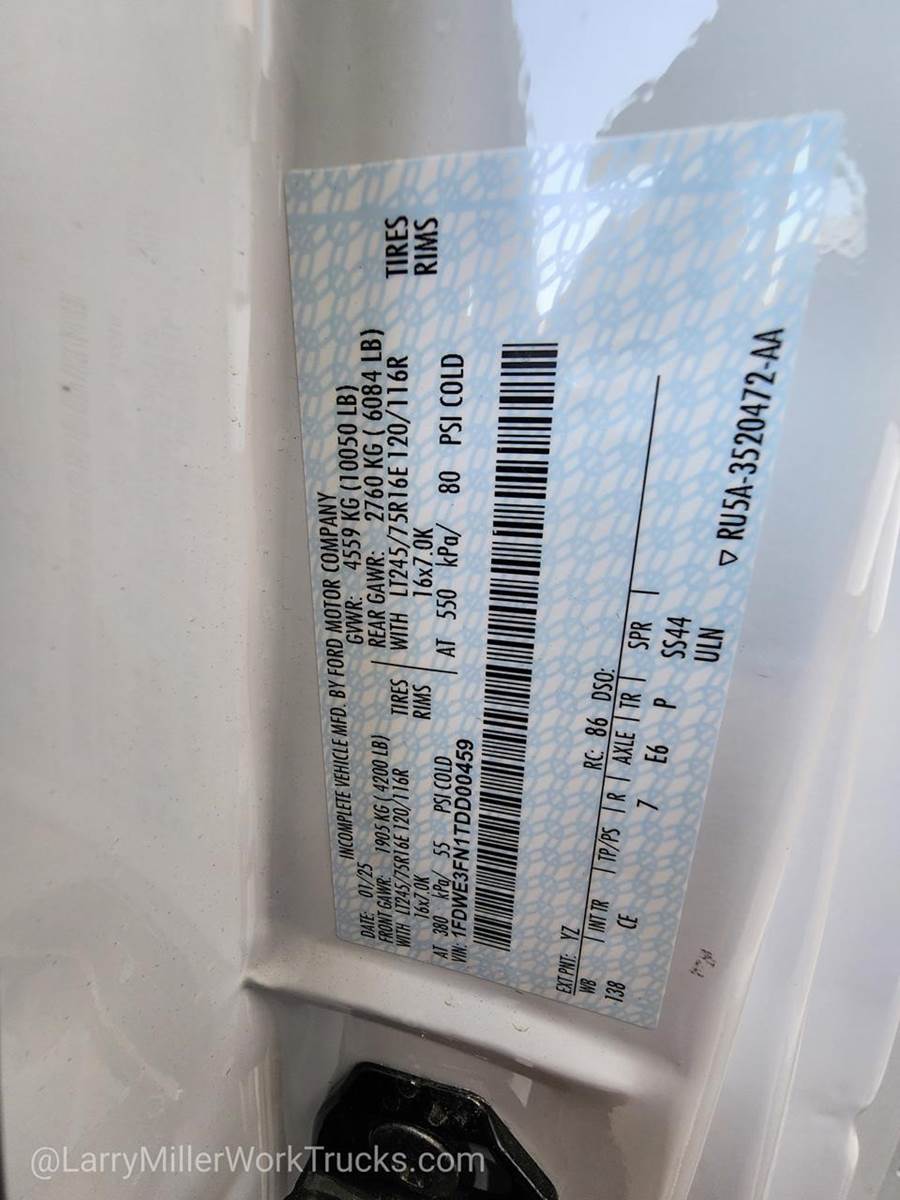 INCOMPLETE VEHICLE MFD. BY FORD MOTOR COMPANY
DATE: 01/25 GVWR: 4559 KG (10050 LB)
FRONT GAWR: 1905 KG (4200 LB) REAR GAWR: 2760 KG ( 6084 LB)
WITH LT245/75R16E 120/116R TIRES WITH LT245/75R16E 120/116R TIRES
16x7.0K RIMS 16x7.0K RIMS
AT 380 kPa/ 55 PSI COLD AT 550 kPa/ 80 PSI COLD
VIN: 1FDWE3FN1TDD00459
EXT PNT: YZ RC: 86 DSO:
WB | INT TR | TP/PS | R | AXLE | TR | SPR |
138 CE 7 E6 P SS44
ULN
▽ RU5A-3520472-AA
@LarryMillerWorkTrucks.com